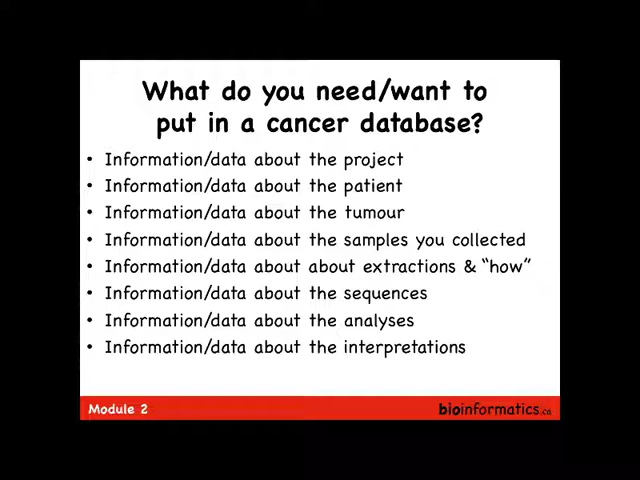 What do you need/want to
put in a cancer database?
• Information/data about the project
• Information/data about the patient
• Information/data about the tumour
• Information/data about the samples you collected
• Information/data about about extractions & “how”
• Information/data about the sequences
• Information/data about the analyses
• Information/data about the interpretations
Module 2
bioinformatics.ca